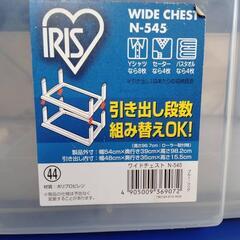 IRIS
WIDE CHEST
N-545
Yシャツ
なら8枚
セーター
なら4枚
バスタオル
なら4枚
引き出し段数
組み替えOK!
製品外寸:幅54cm×奥行39cm×高さ98.2cm
引き出し内寸:幅48cm×奥行35cm×高さ15.5cm
44
材質:ポリプロピレン
ワイドチェスト N-545
4905009369072